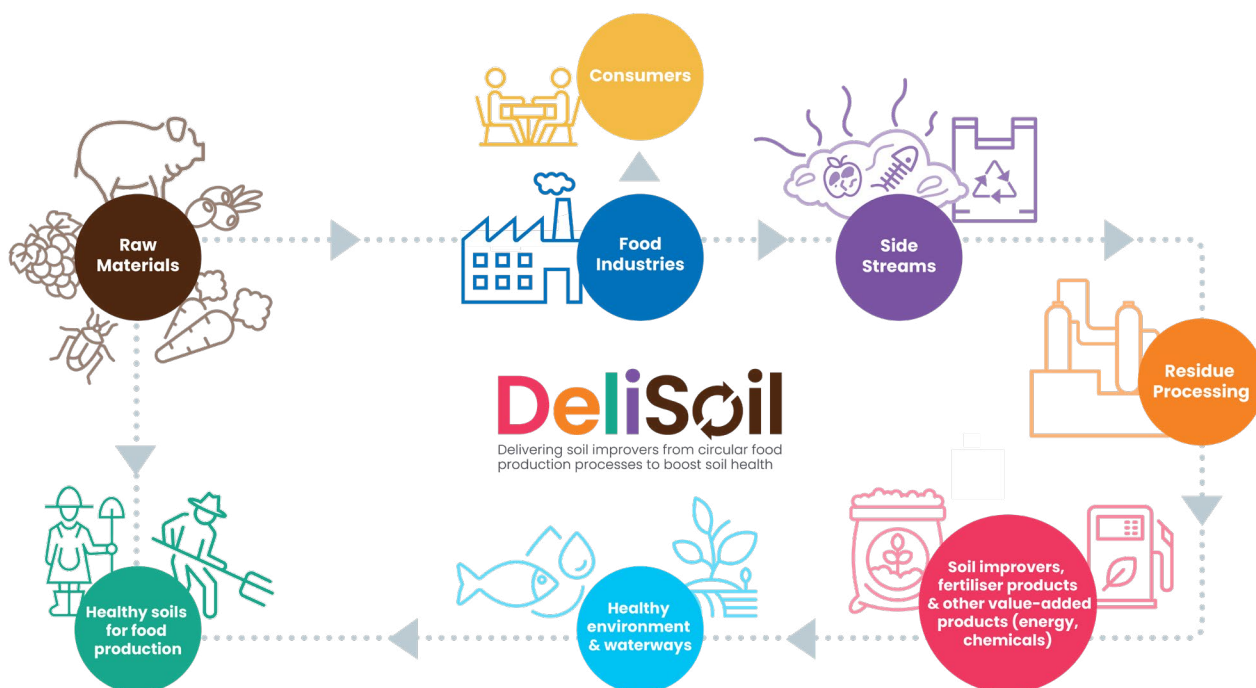 Consumers
Raw
Materials
Food
Industries
Side
Streams
Residue
Processing
DeliSoil
Delivering soil improvers from circular food
production processes to boost soil health
Healthy soils
for food
production
Healthy
environment
& waterways
Soil improvers,
fertiliser products
& other value-added
products (energy,
chemicals)